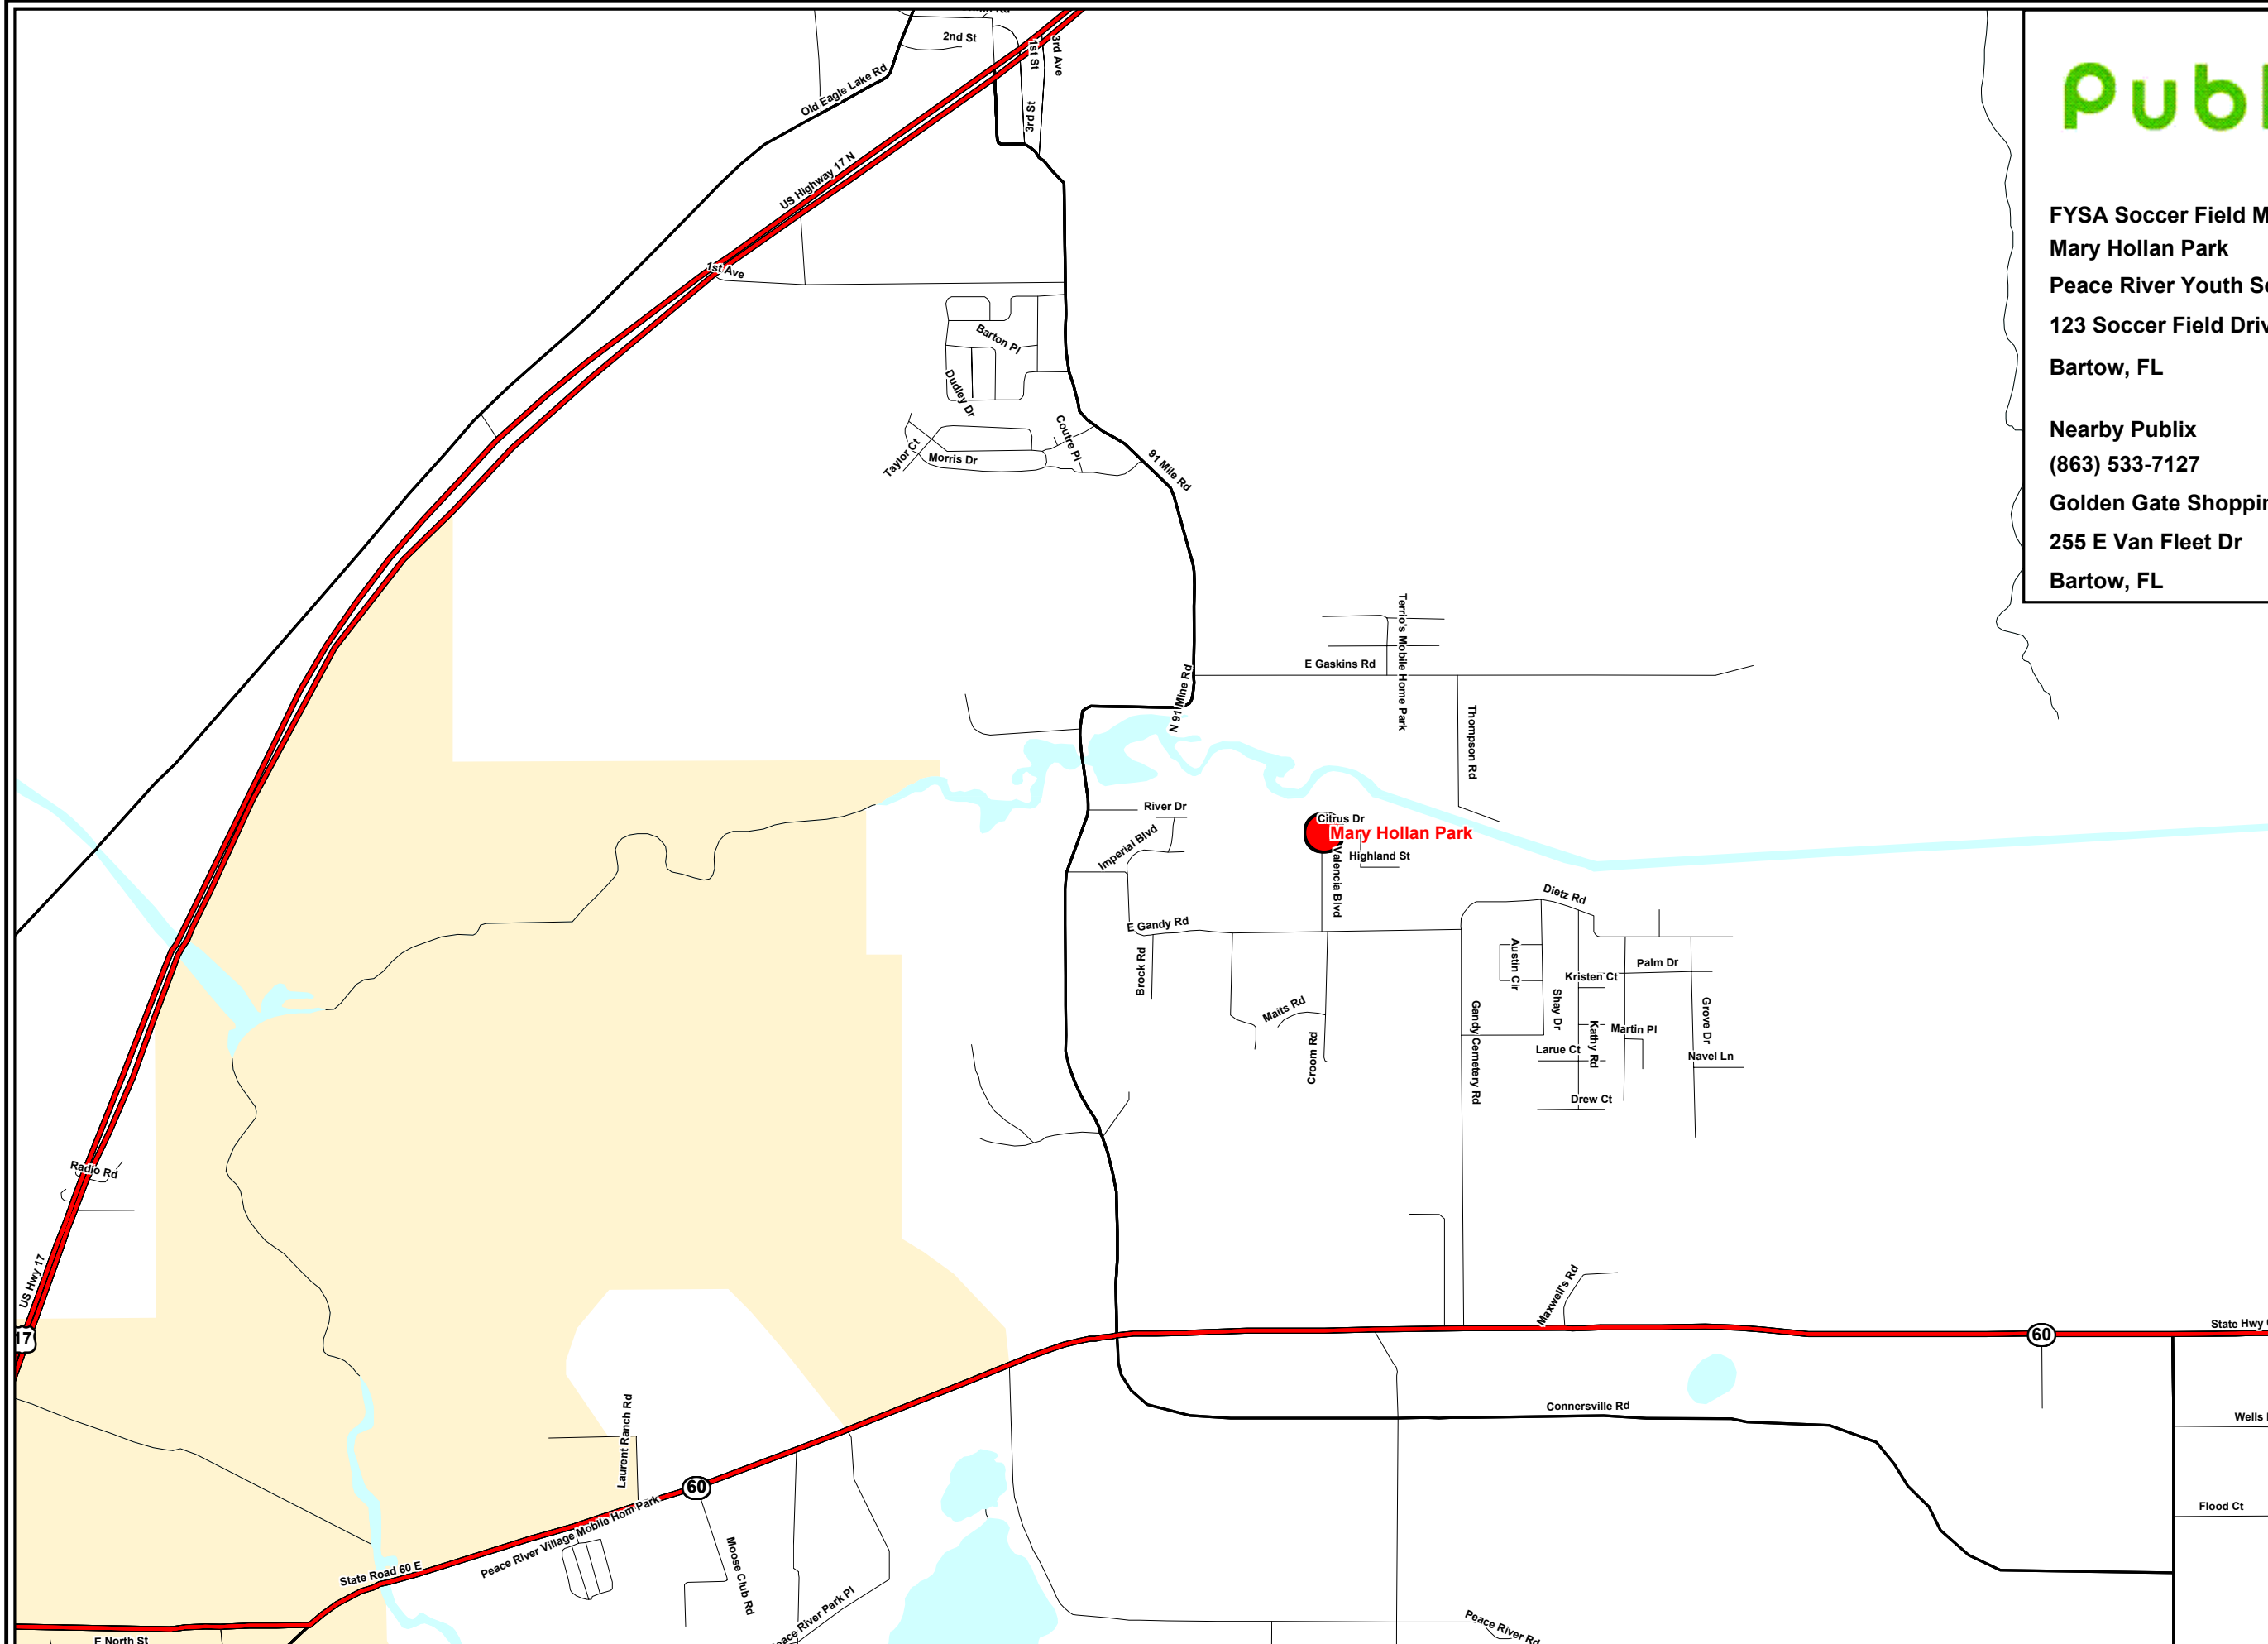 2nd St
1st St
3rd Ave
Old Eagle Lake Rd
3rd St
US Highway 17 N
1st Ave
Barton Pl
Dudley Dr
Coutre Pl
Taylor Ct
Morris Dr
91 Mile Rd
Publ
FYSA Soccer Field M
Mary Hollan Park
Peace River Youth So
123 Soccer Field Driv
Bartow, FL
Nearby Publix
(863) 533-7127
Golden Gate Shoppin
255 E Van Fleet Dr
Bartow, FL
Terrio's Mobile Home Park
E Gaskins Rd
N 91 Mine Rd
Thompson Rd
River Dr
Imperial Blvd
Citrus Dr
Mary Hollan Park
Valencia Blvd
Highland St
Dietz Rd
E Gandy Rd
Brock Rd
Austin Cir
Palm Dr
Kristen Ct
Maits Rd
Shay Dr
Grove Dr
Gandy Cemetery Rd
Kathy Rd
Martin Pl
Croom Rd
Larue Ct
Navel Ln
Drew Ct
Radio Rd
US Hwy 17
17
Maxwell's Rd
60
State Hwy
Connersville Rd
Wells
Laurent Ranch Rd
60
Flood Ct
Peace River Village Mobile Hom Park
State Road 60 E
Moose Club Rd
eace River Park Pl
Peace River Rd
E North St